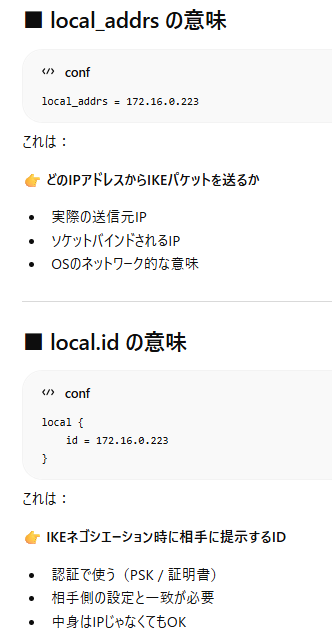 ■ local_addrs の意味
</> conf
local_addrs = 172.16.0.223
これは：
👉 どのIPアドレスからIKEパケットを送るか
• 実際の送信元IP
• ソケットバインドされるIP
• OSのネットワーク的な意味
■ local.id の意味
</> conf
local {
    id = 172.16.0.223
}
これは：
👉 IKEネゴシエーション時に相手に提示するID
• 認証で使う（PSK / 証明書）
• 相手側の設定と一致が必要
• 中身はIPじゃなくてもOK